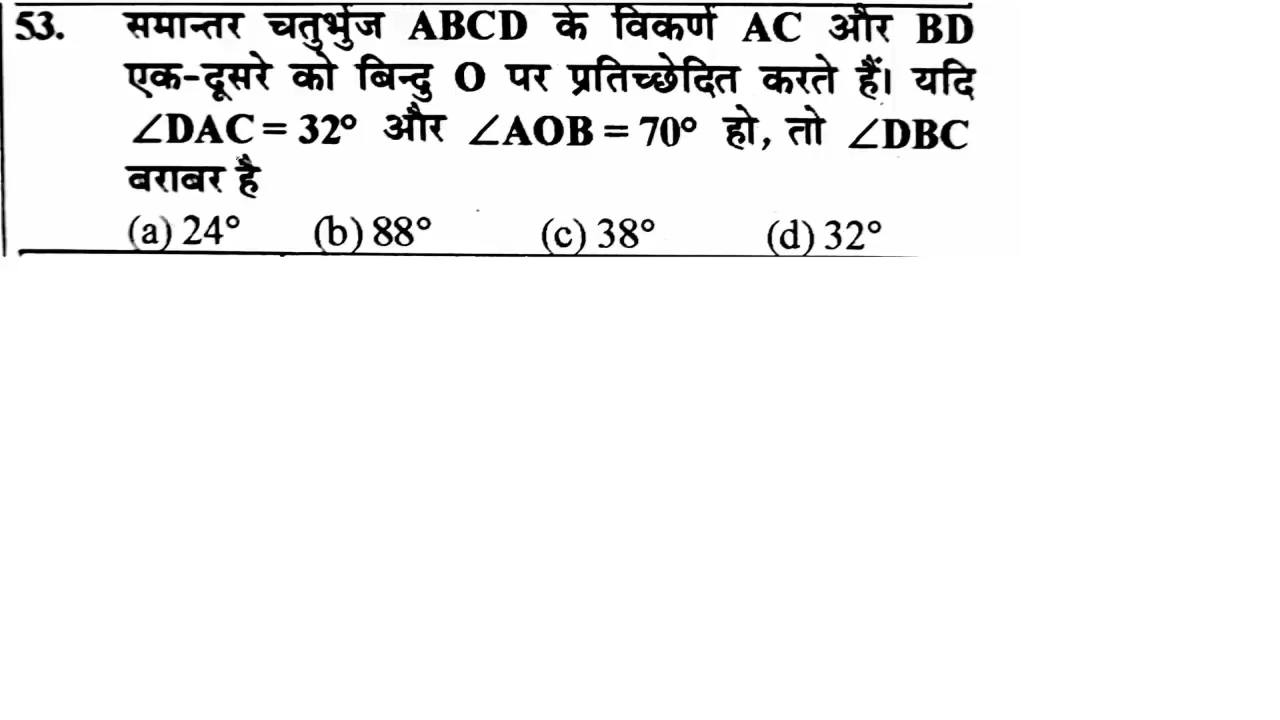 53. समान्तर चतुर्भुज ABCD के विकर्ण AC और BD
एक-दूसरे को बिन्दु O पर प्रतिच्छेदित करते हैं। यदि
∠DAC = 32° और ∠AOB = 70° हो, तो ∠DBC
बराबर है
(a) 24° (b) 88° (c) 38° (d) 32°